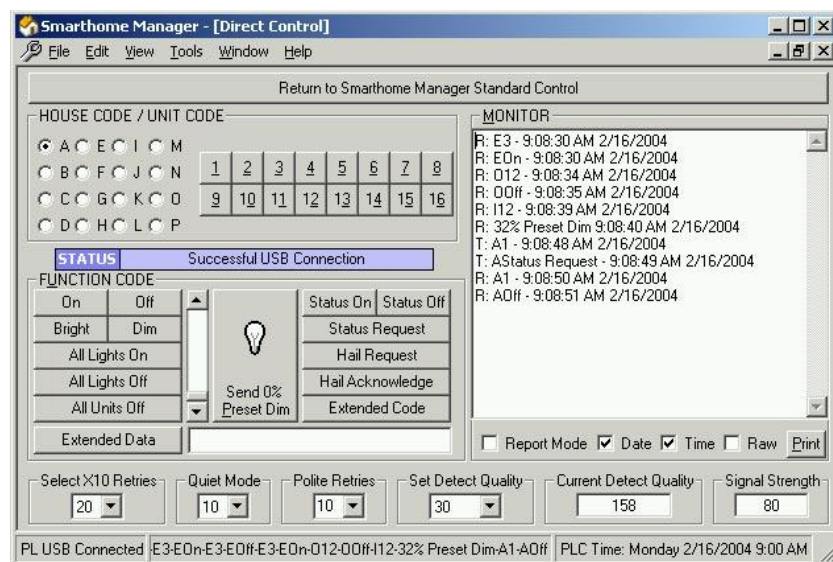 Smarthome Manager - [Direct Control]
File Edit View Tools Window Help
Return to Smarthome Manager Standard Control
HOUSE CODE / UNIT CODE
A E I M
B F J N
C G K O
D H L P
1 2 3 4 5 6 7 8
9 10 11 12 13 14 15 16
STATUS Successful USB Connection
FUNCTION CODE
On Off
Bright Dim
All Lights On
All Lights Off
All Units Off
Extended Data
Send 0%
Preset Dim
Status On Status Off
Status Request
Hail Request
Hail Acknowledge
Extended Code
MONITOR
R: E3 - 9:08:30 AM 2/16/2004
R: EOn - 9:08:30 AM 2/16/2004
R: O12 - 9:08:34 AM 2/16/2004
R: OOff - 9:08:35 AM 2/16/2004
R: I12 - 9:08:39 AM 2/16/2004
R: 32% Preset Dim 9:08:40 AM 2/16/2004
T: A1 - 9:08:48 AM 2/16/2004
T: AStatus Request - 9:08:49 AM 2/16/2004
R: A1 - 9:08:50 AM 2/16/2004
R: AOff - 9:08:51 AM 2/16/2004
Report Mode Date Time Raw Print
Select X10 Retries Quiet Mode Polite Retries Set Detect Quality Current Detect Quality Signal Strength
20 10 10 30 158 80
PL USB Connected -E3-EOn-E3-EOff-E3-EOn-O12-OOff-I12-32% Preset Dim-A1-AOff PLC Time: Monday 2/16/2004 9:00 AM